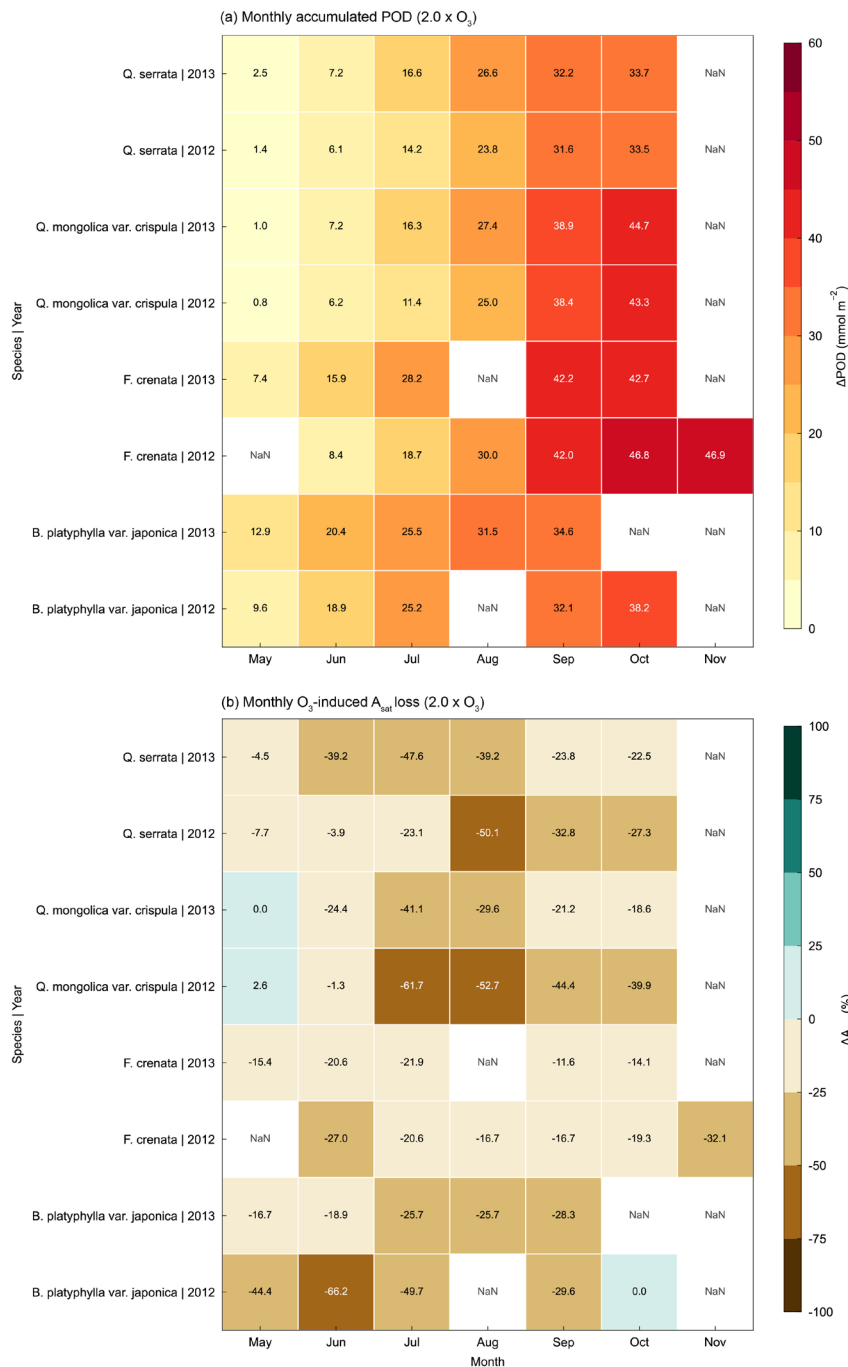 (a) Monthly accumulated POD (2.0 x O₃)
60
Q. serrata | 2013 2.5 7.2 16.6 26.6 32.2 33.7 NaN
50
Q. serrata | 2012 1.4 6.1 14.2 23.8 31.6 33.5 NaN
Q. mongolica var. crispula | 2013 1.0 7.2 16.3 27.4 38.9 44.7 NaN
40
Q. mongolica var. crispula | 2012 0.8 6.2 11.4 25.0 38.4 43.3 NaN
Species | Year
30
ΔPOD (mmol m⁻²)
F. crenata | 2013 7.4 15.9 28.2 NaN 42.2 42.7 NaN
20
F. crenata | 2012 NaN 8.4 18.7 30.0 42.0 46.8 46.9
B. platyphylla var. japonica | 2013 12.9 20.4 25.5 31.5 34.6 NaN NaN
10
B. platyphylla var. japonica | 2012 9.6 18.9 25.2 NaN 32.1 38.2 NaN
0
May Jun Jul Aug Sep Oct Nov
(b) Monthly O₃-induced Aₛₐₜ loss (2.0 x O₃)
100
Q. serrata | 2013 -4.5 -39.2 -47.6 -39.2 -23.8 -22.5 NaN
75
Q. serrata | 2012 -7.7 -3.9 -23.1 -50.1 -32.8 -27.3 NaN
50
Q. mongolica var. crispula | 2013 0.0 -24.4 -41.1 -29.6 -21.2 -18.6 NaN
25
Q. mongolica var. crispula | 2012 2.6 -1.3 -61.7 -52.7 -44.4 -39.9 NaN
Species | Year
0
(%)
F. crenata | 2013 -15.4 -20.6 -21.9 NaN -11.6 -14.1 NaN
-25
F. crenata | 2012 NaN -27.0 -20.6 -16.7 -16.7 -19.3 -32.1
-50
B. platyphylla var. japonica | 2013 -16.7 -18.9 -25.7 -25.7 -28.3 NaN NaN
-75
B. platyphylla var. japonica | 2012 -44.4 -66.2 -49.7 NaN -29.6 0.0 NaN
-100
May Jun Jul Aug Sep Oct Nov
Month